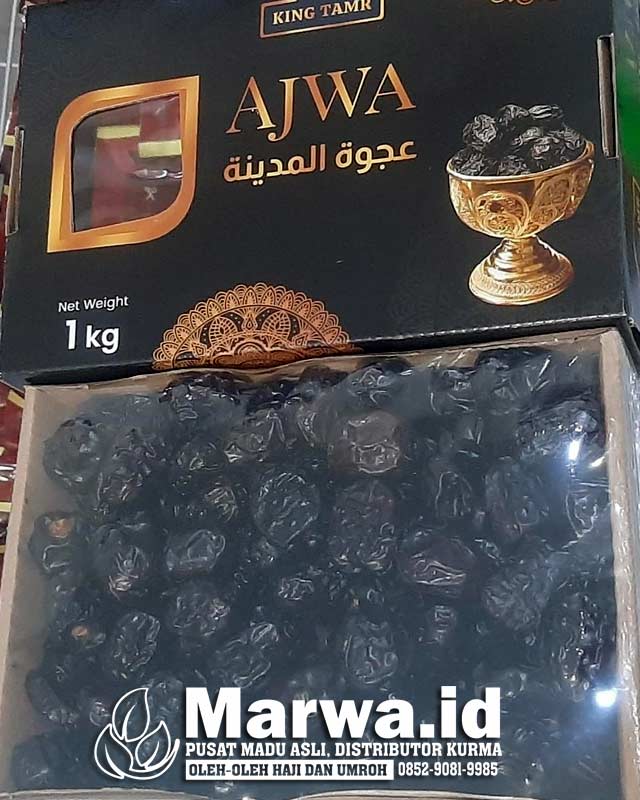 KING TAMR
AJWA
عجوة المدينة
Net Weight
1 kg
Marwa.id
PUSAT MADU ASLI, DISTRIBUTOR KURMA
OLEH-OLEH HAJI DAN UMROH 0852-9081-9985